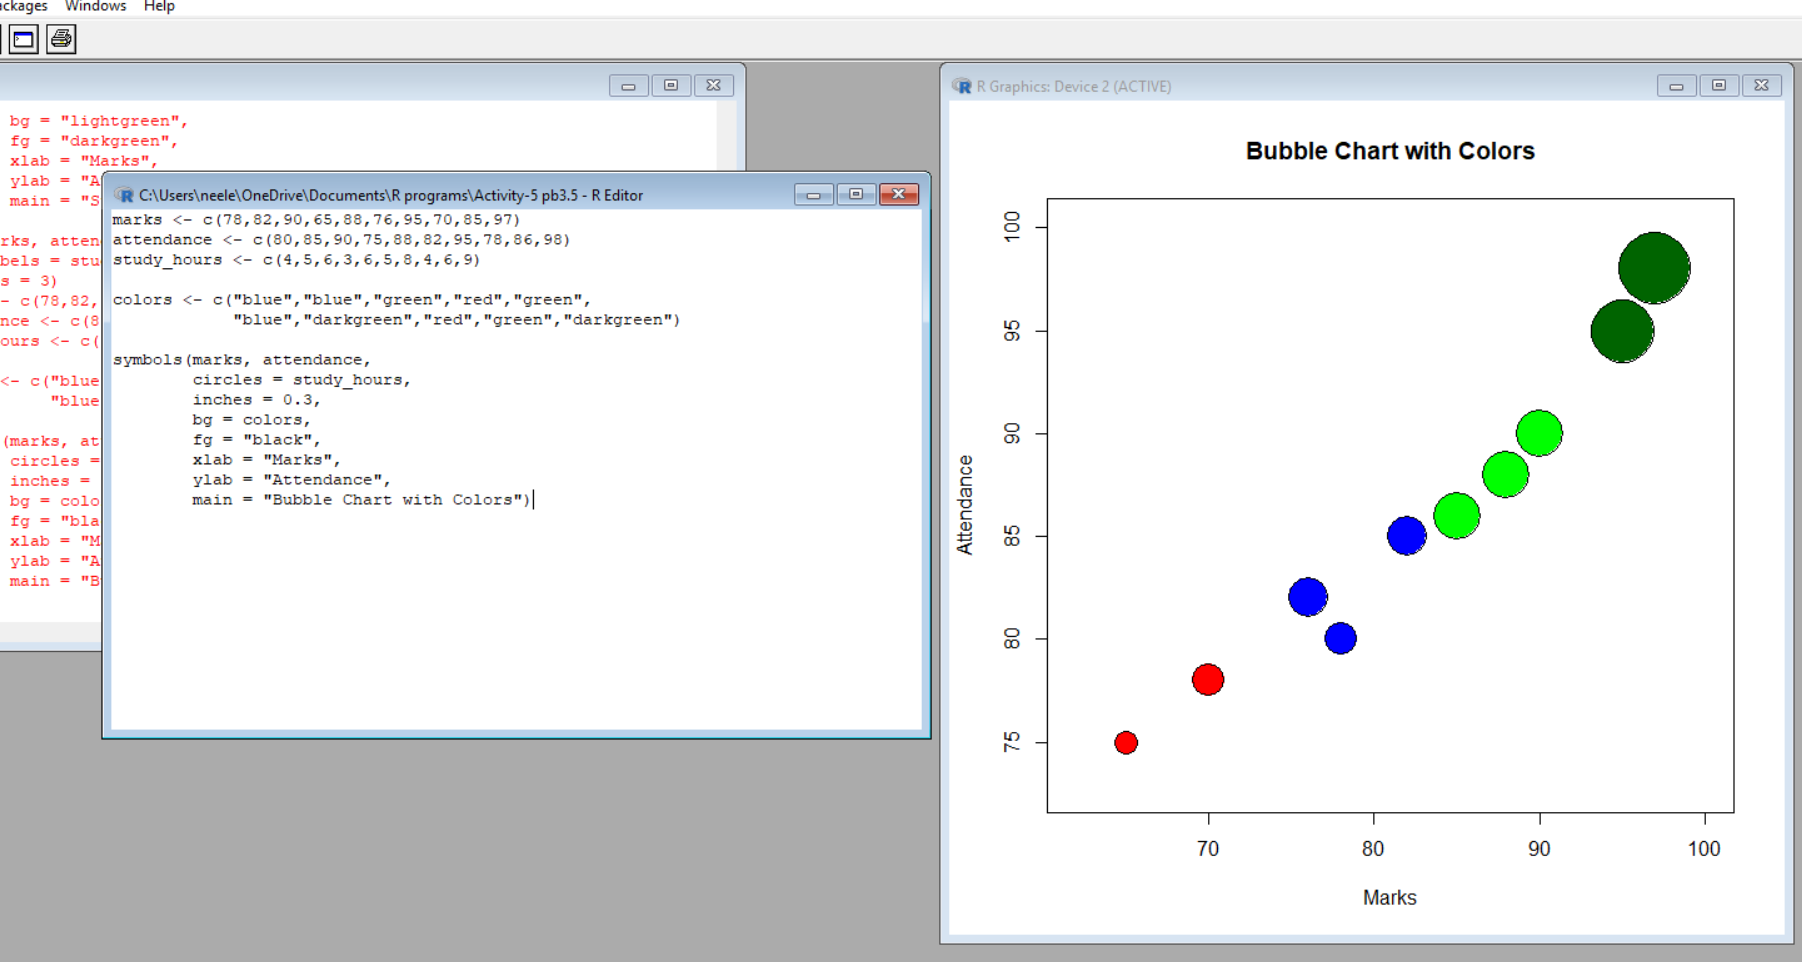 ackages Windows Help
bg = "lightgreen",
fg = "darkgreen",
xlab = "Marks",
ylab = "A
main = "S
rks, atten
bels = stu
s = 3)
- c(78,82,
nce <- c(8
ours <- c(
<- c("blue
"blue
(marks, at
circles =
inches =
bg = colo
fg = "bla
xlab = "M
ylab = "A
main = "B
C:\Users\neele\OneDrive\Documents\R programs\Activity-5 pb3.5 - R Editor
marks <- c(78,82,90,65,88,76,95,70,85,97)
attendance <- c(80,85,90,75,88,82,95,78,86,98)
study_hours <- c(4,5,6,3,6,5,8,4,6,9)
colors <- c("blue","blue","green","red","green",
"blue","darkgreen","red","green","darkgreen")
symbols(marks, attendance,
circles = study_hours,
inches = 0.3,
bg = colors,
fg = "black",
xlab = "Marks",
ylab = "Attendance",
main = "Bubble Chart with Colors")
R Graphics: Device 2 (ACTIVE)
Bubble Chart with Colors
Attendance
100
95
90
85
80
75
70 80 90 100
Marks